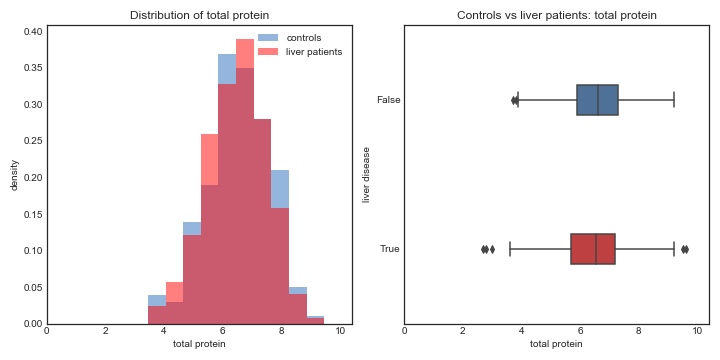 Distribution of total protein
controls
liver patients
density
0.40
0.35
0.30
0.25
0.20
0.15
0.10
0.05
0.00
0 2 4 6 8 10
total protein
Controls vs liver patients: total protein
liver disease
False
True
0 2 4 6 8 10
total protein